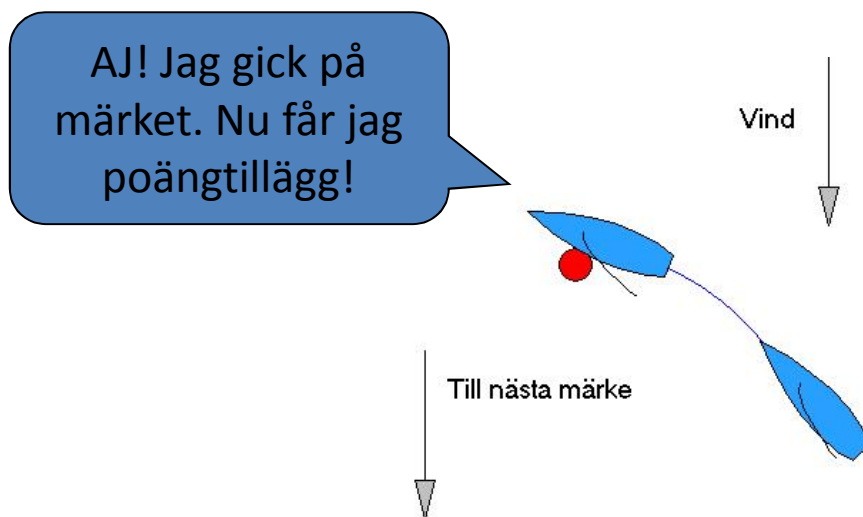 AJ! Jag gick på
märket. Nu får jag
poängtillägg!
Vind
Till nästa märke